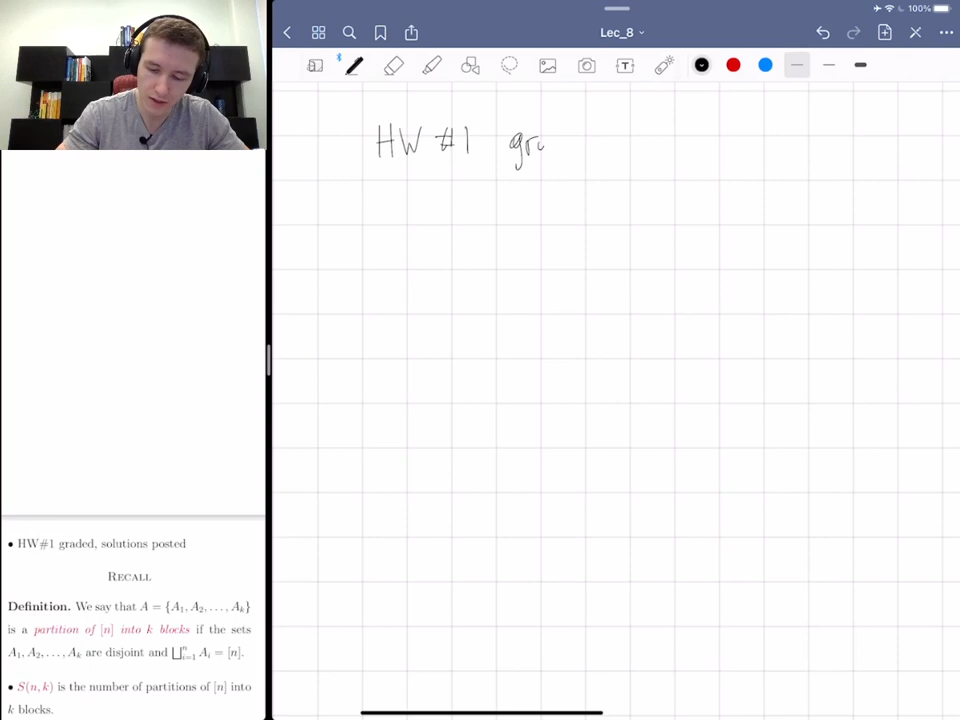 100%
Lec_8
T
HW #1 gra
• HW#1 graded, solutions posted
RECALL
Definition. We say that A = {A₁, A₂, . . . , Aₖ}
is a partition of [n] into k blocks if the sets
A₁, A₂, . . . , Aₖ are disjoint and ⨆ⁿᵢ₌₁ Aᵢ = [n].
• S(n, k) is the number of partitions of [n] into
k blocks.